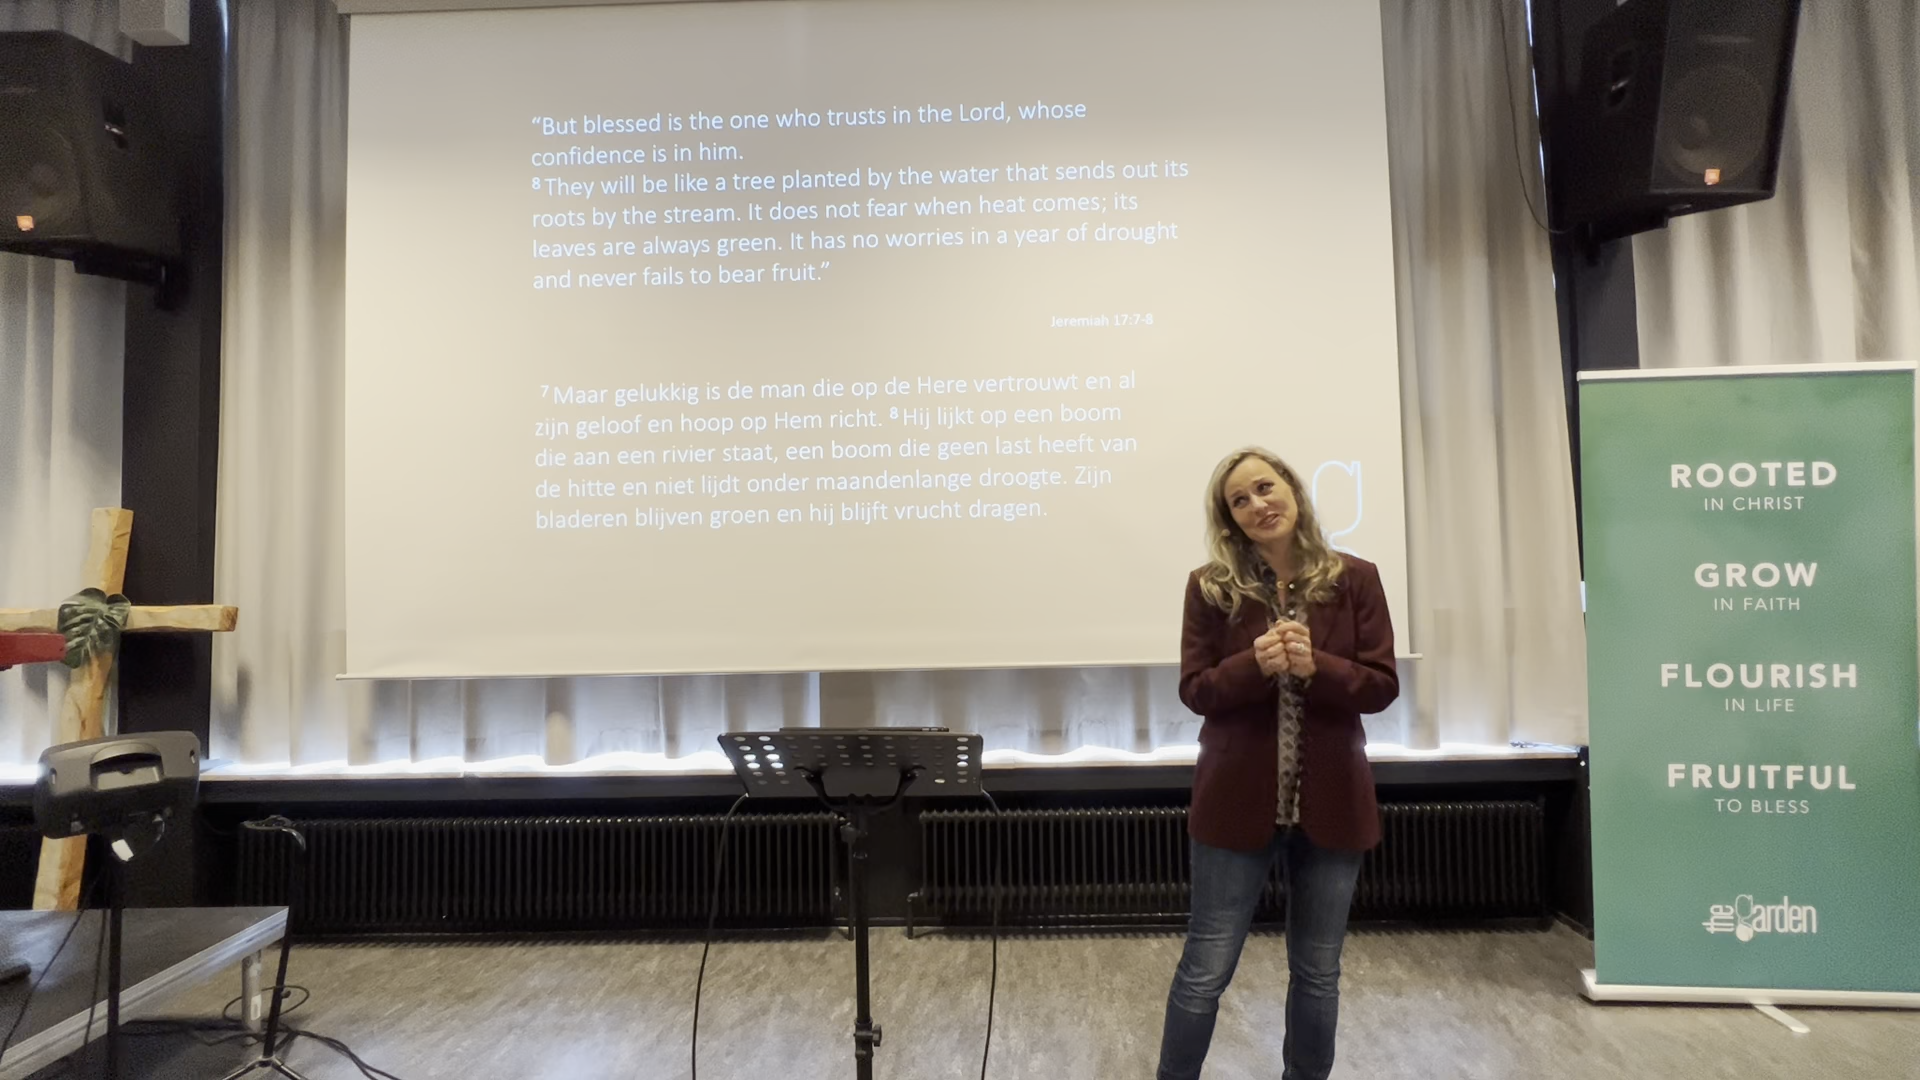 “But blessed is the one who trusts in the Lord, whose
confidence is in him.
8 They will be like a tree planted by the water that sends out its
roots by the stream. It does not fear when heat comes; its
leaves are always green. It has no worries in a year of drought
and never fails to bear fruit.”
Jeremiah 17:7-8
7 Maar gelukkig is de man die op de Here vertrouwt en al
zijn geloof en hoop op Hem richt. 8 Hij lijkt op een boom
die aan een rivier staat, een boom die geen last heeft van
de hitte en niet lijdt onder maandenlange droogte. Zijn
bladeren blijven groen en hij blijft vrucht dragen.
g
ROOTED
IN CHRIST
GROW
IN FAITH
FLOURISH
IN LIFE
FRUITFUL
TO BLESS
the garden